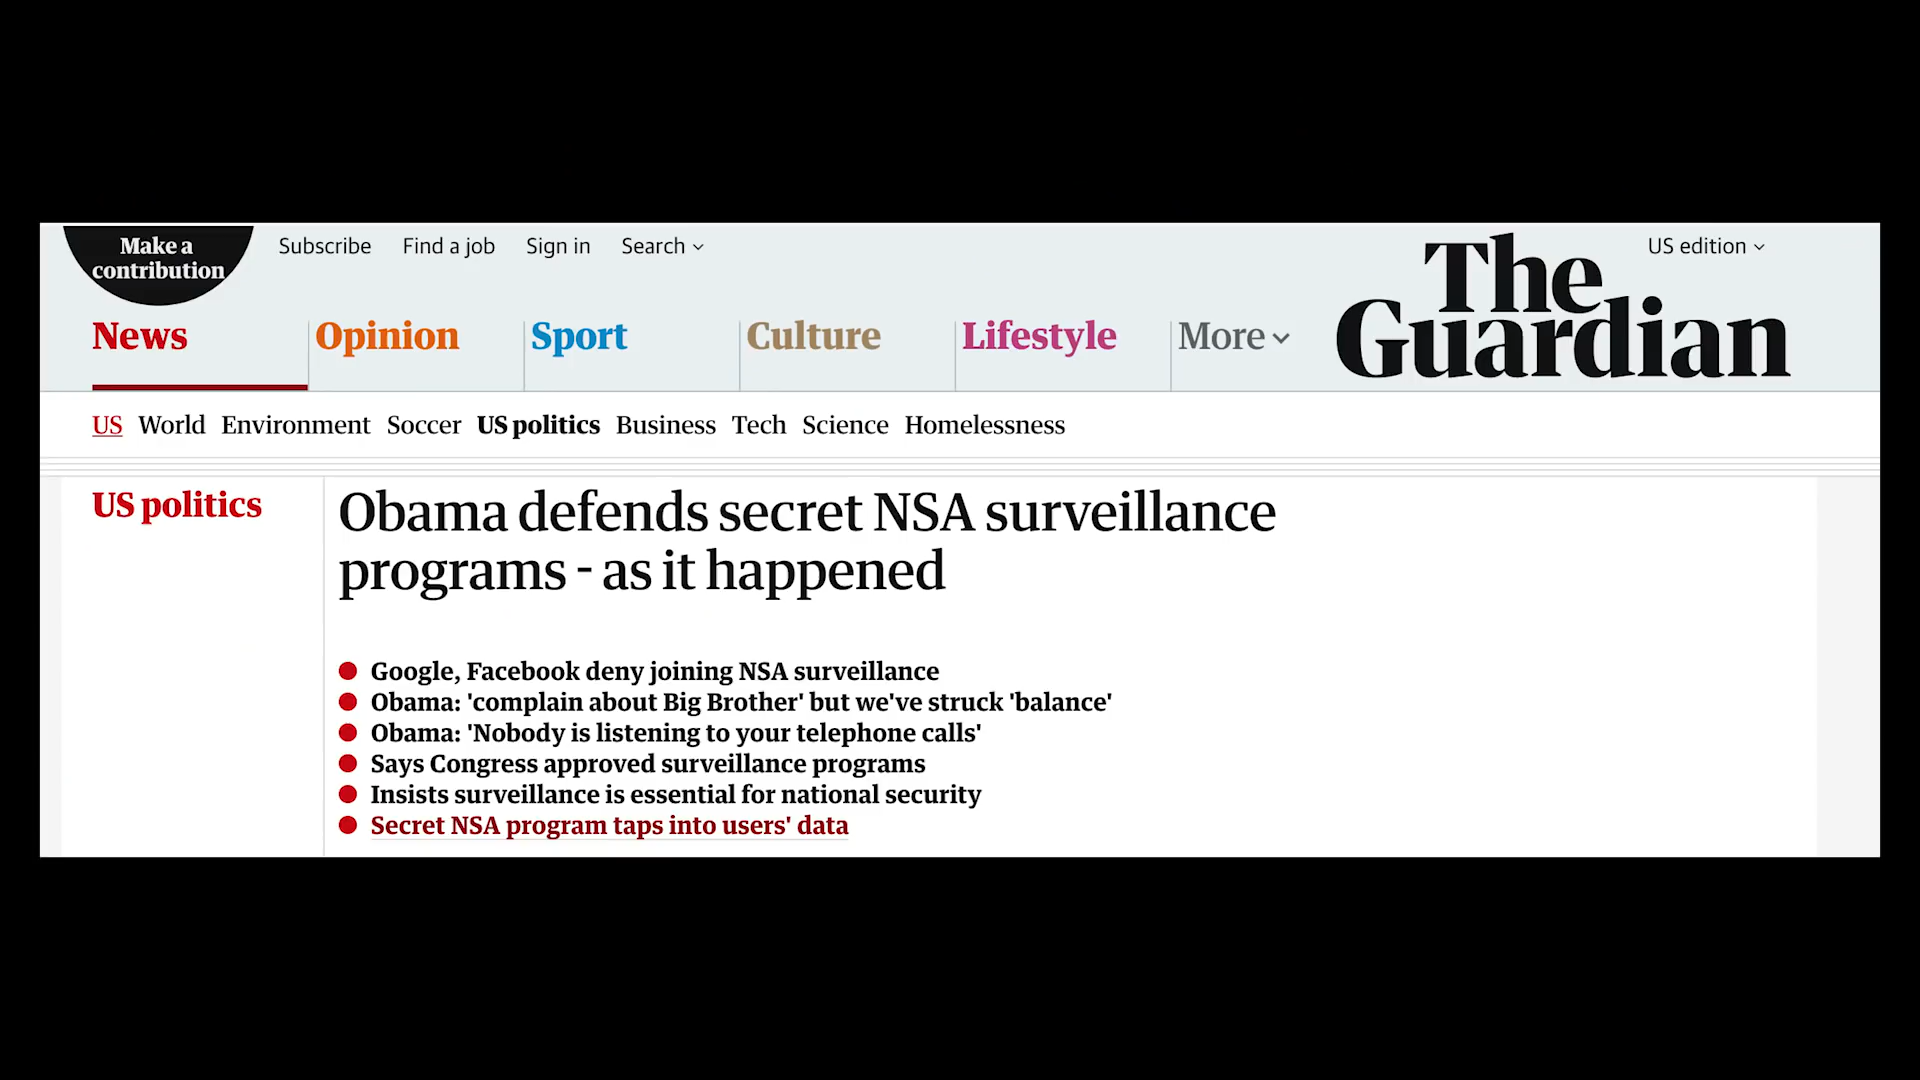 Make a
contribution
Subscribe Find a job Sign in Search
US edition
The
Guardian
News Opinion Sport Culture Lifestyle More
US World Environment Soccer US politics Business Tech Science Homelessness
US politics
Obama defends secret NSA surveillance
programs - as it happened
Google, Facebook deny joining NSA surveillance
Obama: 'complain about Big Brother' but we've struck 'balance'
Obama: 'Nobody is listening to your telephone calls'
Says Congress approved surveillance programs
Insists surveillance is essential for national security
Secret NSA program taps into users' data